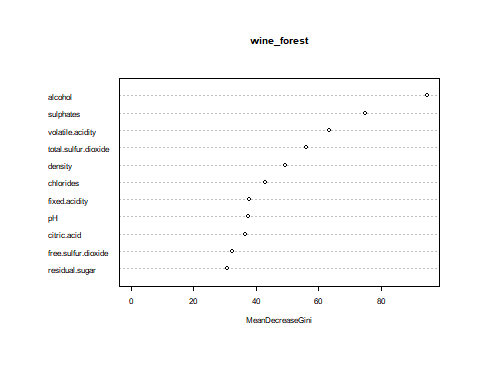 wine_forest
alcohol
sulphates
volatile.acidity
total.sulfur.dioxide
density
chlorides
fixed.acidity
pH
citric.acid
free.sulfur.dioxide
residual.sugar
0 20 40 60 80
MeanDecreaseGini